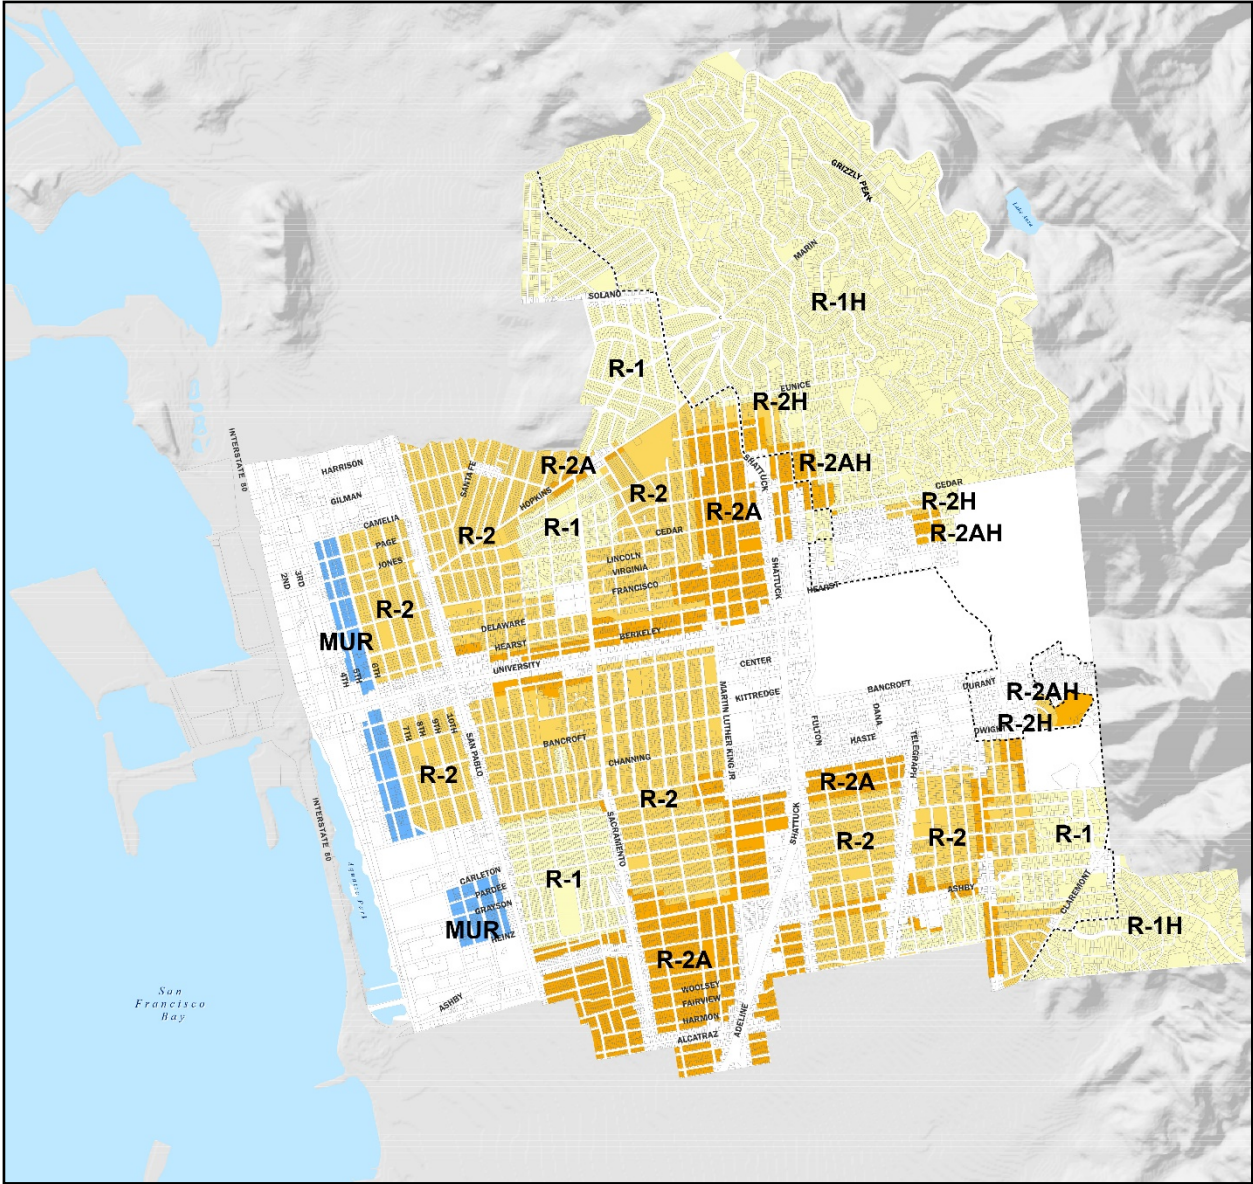 GRIZZLY PEAK
Lake Anza
MARIN
SOLANO
R-1H
R-1
EUNICE
R-2H
SHATTUCK
R-2AH
INTERSTATE 80
HARRISON
SANTA FE
R-2A
GILMAN
HOPKINS
R-2
CEDAR
R-2H
CAMELIA
R-2
R-1
R-2A
R-2AH
PAGE
CEDAR
JONES
LINCOLN
VIRGINIA
SHATTUCK
3RD
2ND
FRANCISCO
HEARST
R-2
DELAWARE
BERKELEY
MUR
HEARST
UNIVERSITY
CENTER
6TH
5TH
4TH
KITTREDGE
BANCROFT
DURANT
R-2AH
R-2H
10TH
9TH
8TH
7TH
SAN PABLO
BANCROFT
MARTIN LUTHER KING JR
FULTON
DANA
HASTE
TELEGRAPH
DWIGHT
CHANNING
R-2
R-2A
R-2
INTERSTATE 80
SACRAMENTO
SHATTUCK
R-2
R-2
R-1
CARLETON
R-1
ASHBY
CLAREMONT
Aquatic Park
PARDEE
GRAYSON
MUR
HEINZ
R-1H
R-2A
San
Francisco
Bay
ASHBY
WOOLSEY
FAIRVIEW
HARMON
ADELINE
ALCATRAZ